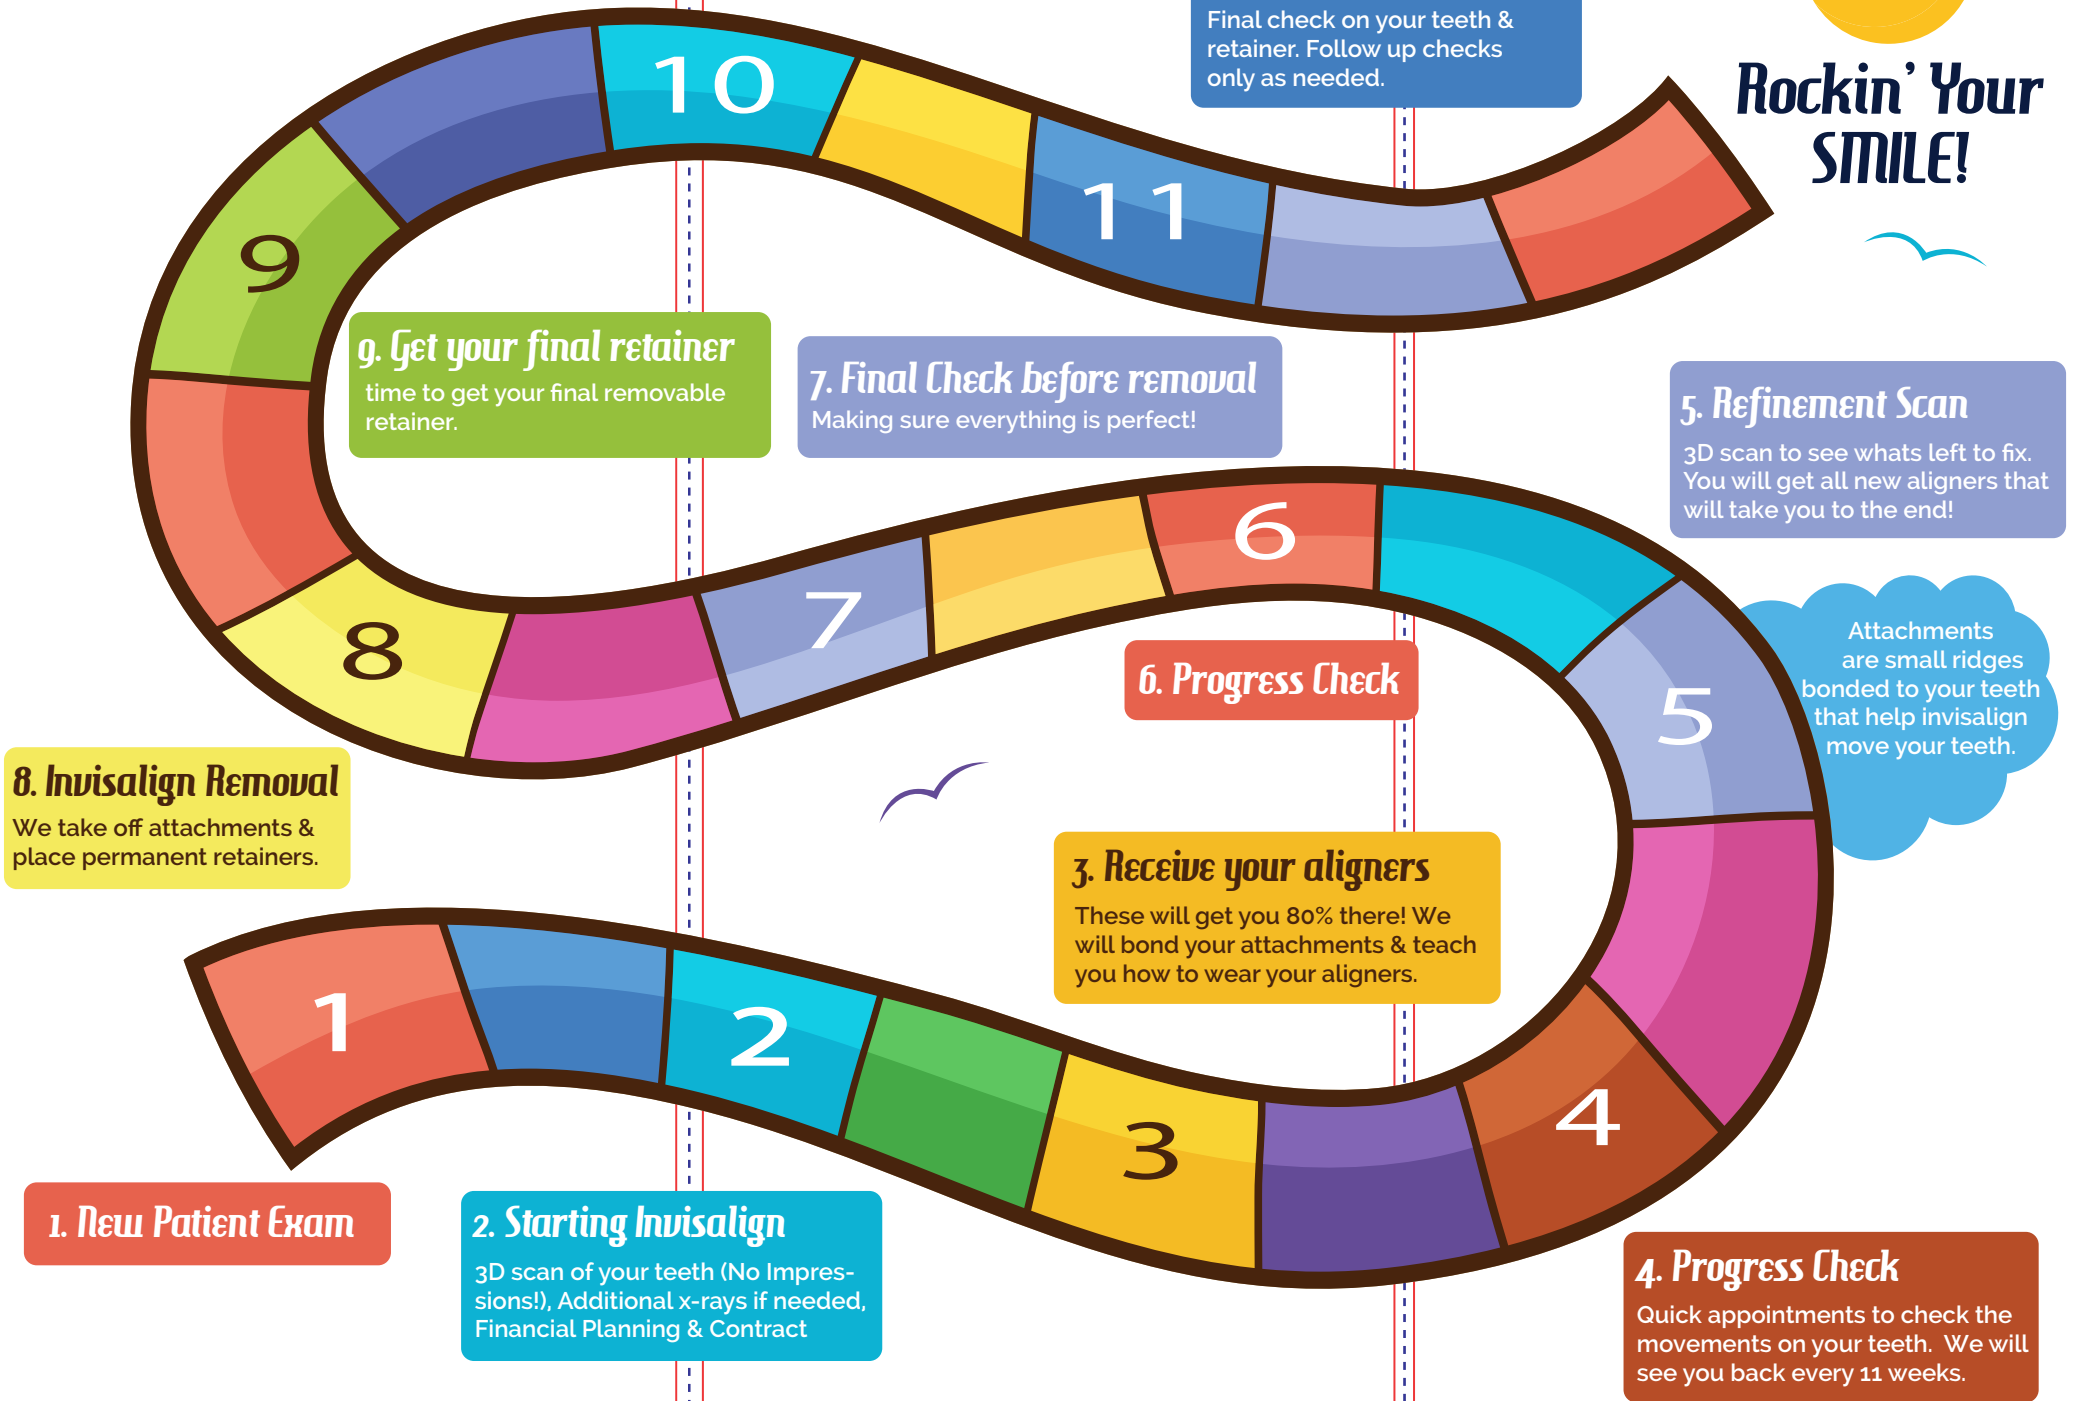 Final check on your teeth &
retainer. Follow up checks
only as needed.
Rockin' Your
SMILE!
10
11
9
9. Get your final retainer
time to get your final removable
retainer.
7. Final Check before removal
Making sure everything is perfect!
5. Refinement Scan
3D scan to see whats left to fix.
You will get all new aligners that
will take you to the end!
6
7
8
5
6. Progress Check
Attachments
are small ridges
bonded to your teeth
that help invisalign
move your teeth.
8. Invisalign Removal
We take off attachments &
place permanent retainers.
3. Receive your aligners
These will get you 80% there! We
will bond your attachments & teach
you how to wear your aligners.
1
2
3
4
1. New Patient Exam
2. Starting Invisalign
3D scan of your teeth (No Impres-
sions!), Additional x-rays if needed,
Financial Planning & Contract
4. Progress Check
Quick appointments to check the
movements on your teeth. We will
see you back every 11 weeks.